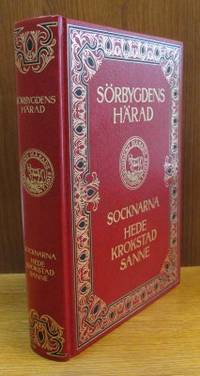 SÖRBYGDENS
HÄRAD
SOCKNARNA
HEDE
KROKSTAD
SANNE
SÖRBYGDENS
HÄRAD
SOCKNARNA
HEDE
KROKSTAD
SANNE